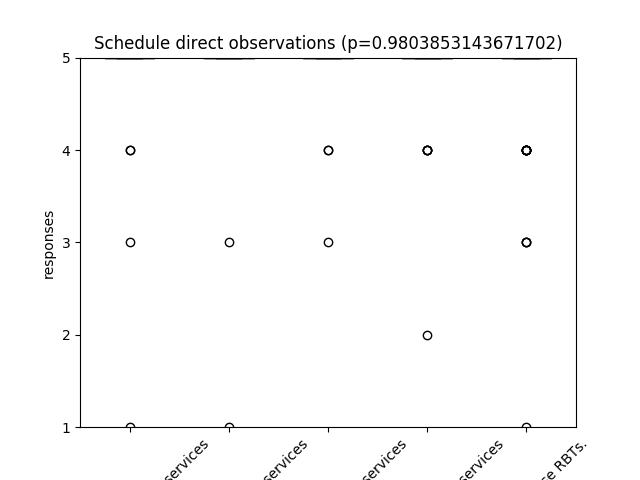 Schedule direct observations (p=0.9803853143671702)
responses
5
4
3
2
1
services
services
services
services
RBTs.